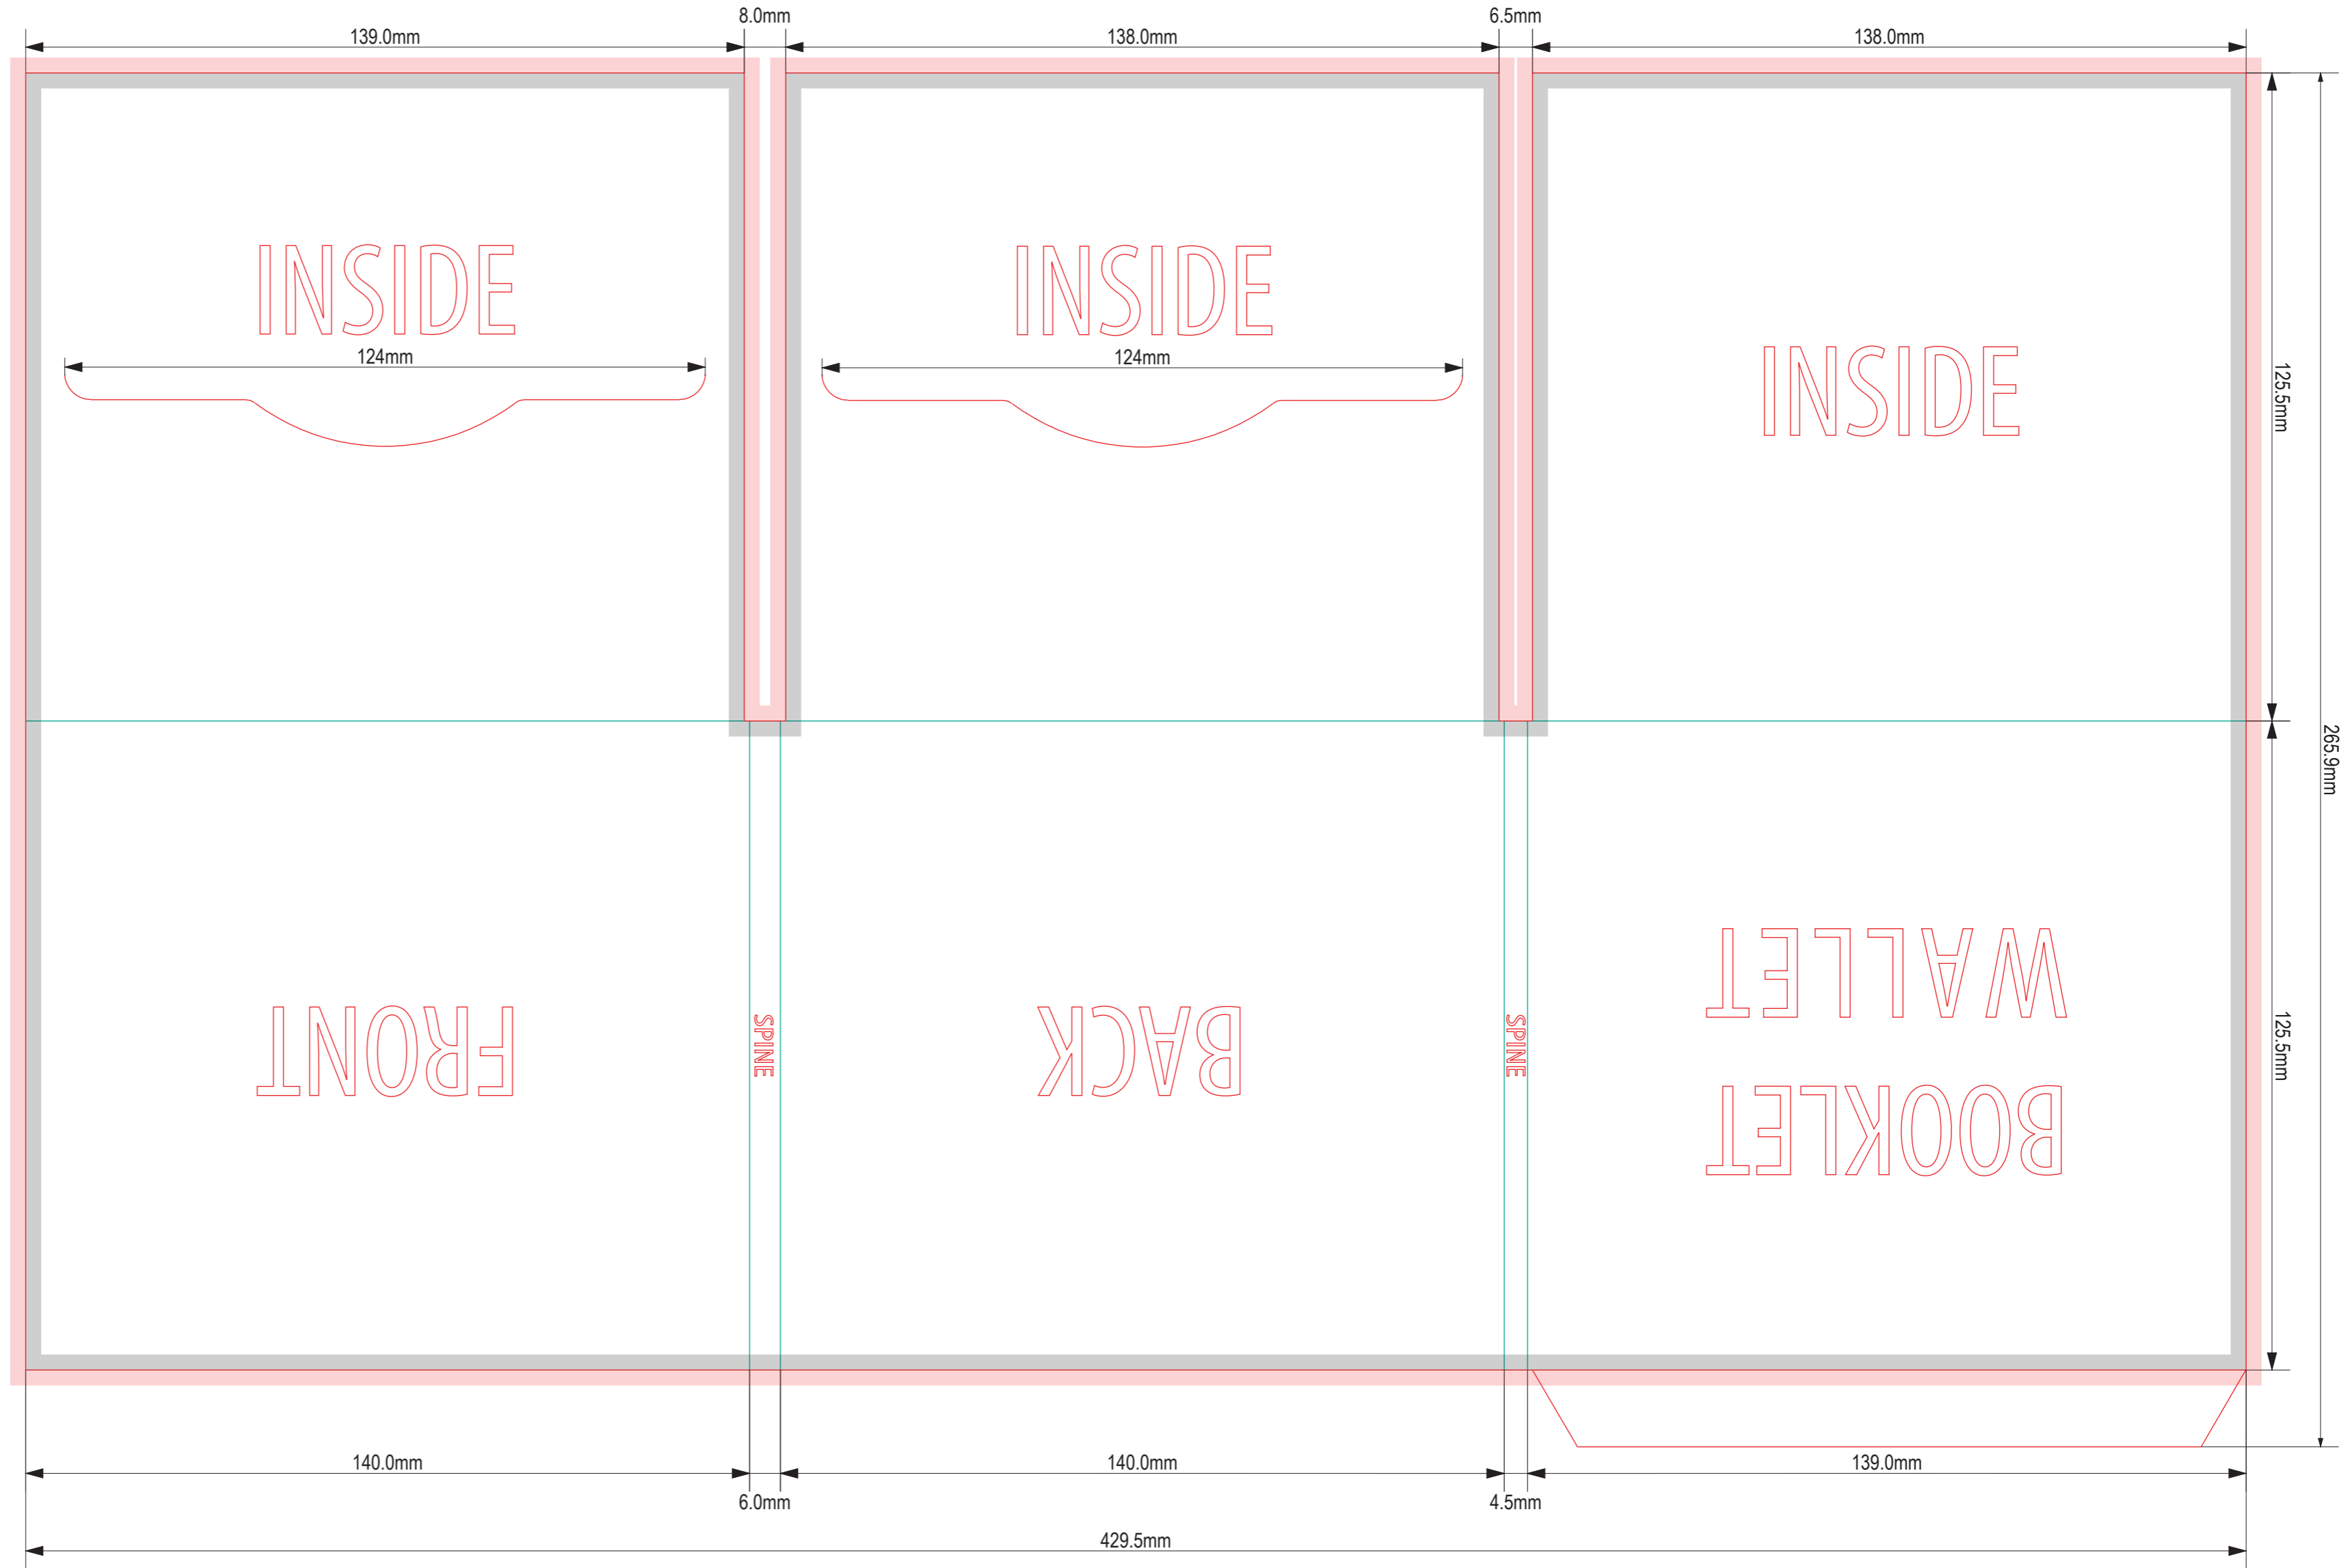 8.0mm
6.5mm
139.0mm
138.0mm
138.0mm
INSIDE
INSIDE
INSIDE
124mm
124mm
125.5mm
265.9mm
WALLET
FRONT
SPINE
BACK
SPINE
BOOKLET
125.5mm
140.0mm
140.0mm
139.0mm
6.0mm
4.5mm
429.5mm